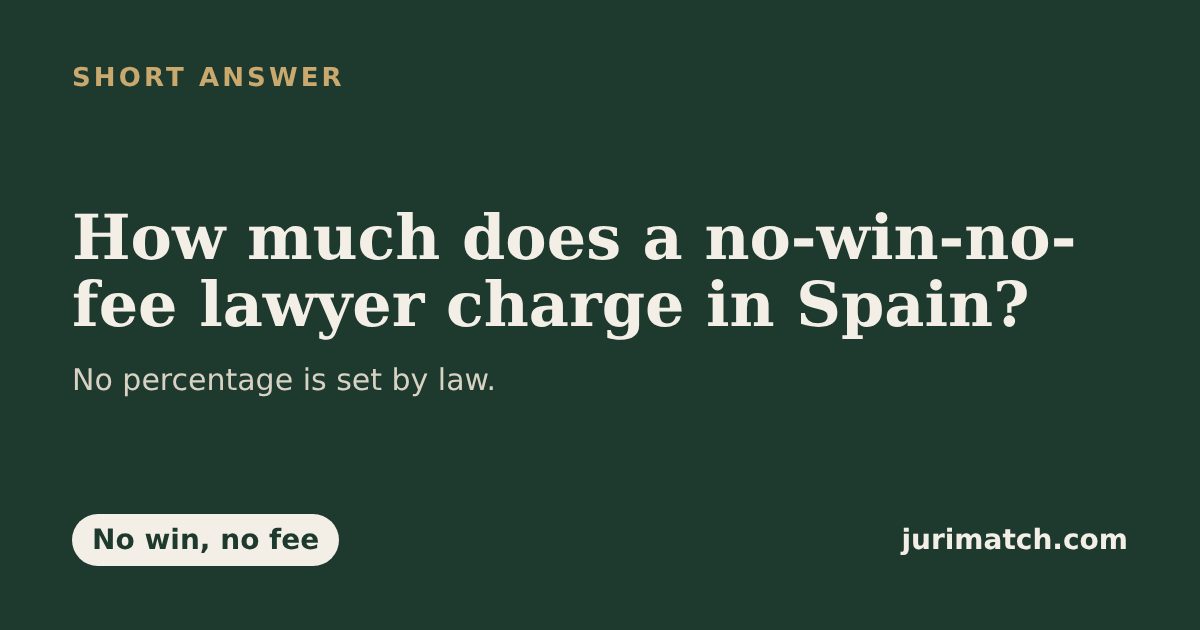 SHORT ANSWER
How much does a no-win-no-
fee lawyer charge in Spain?
No percentage is set by law.
No win, no fee
jurimatch.com